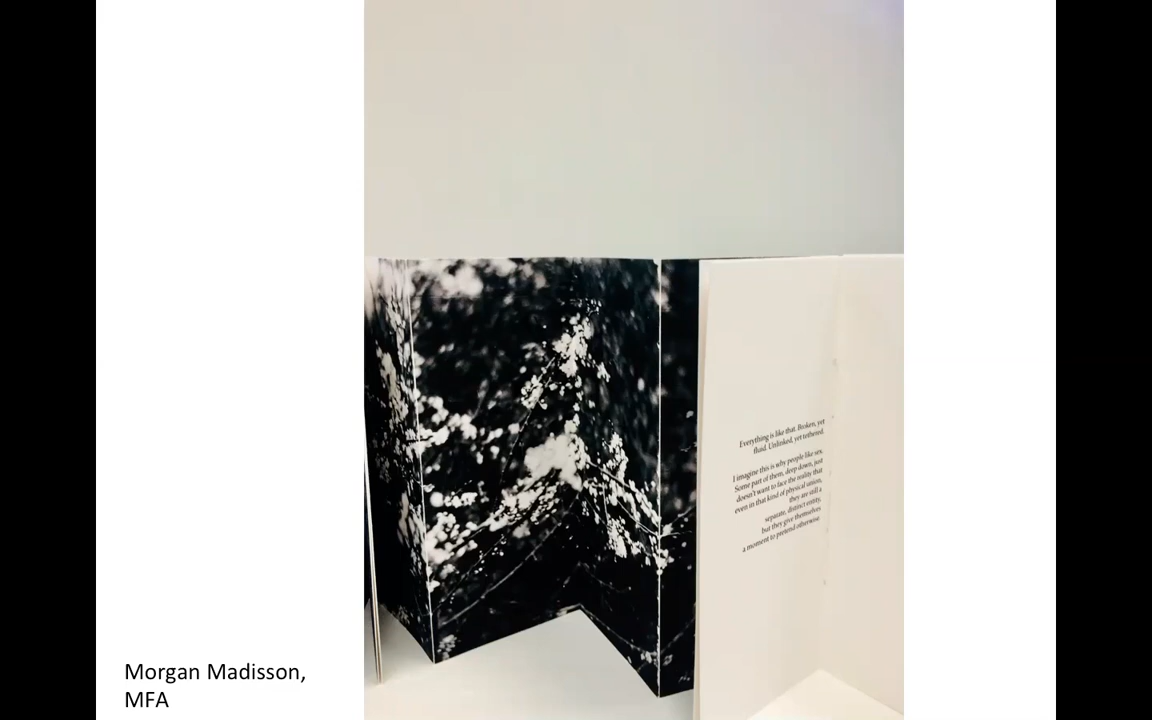 Everything is like that. Broken, yet
fluid. Unlinked, yet tethered.
I imagine this is why people like sex.
Some part of them, deep down, just
doesn't want to face the reality that
even in that kind of physical union,
they are still a
separate, distinct entity,
but they give themselves
a moment to pretend otherwise.
Morgan Madisson,
MFA